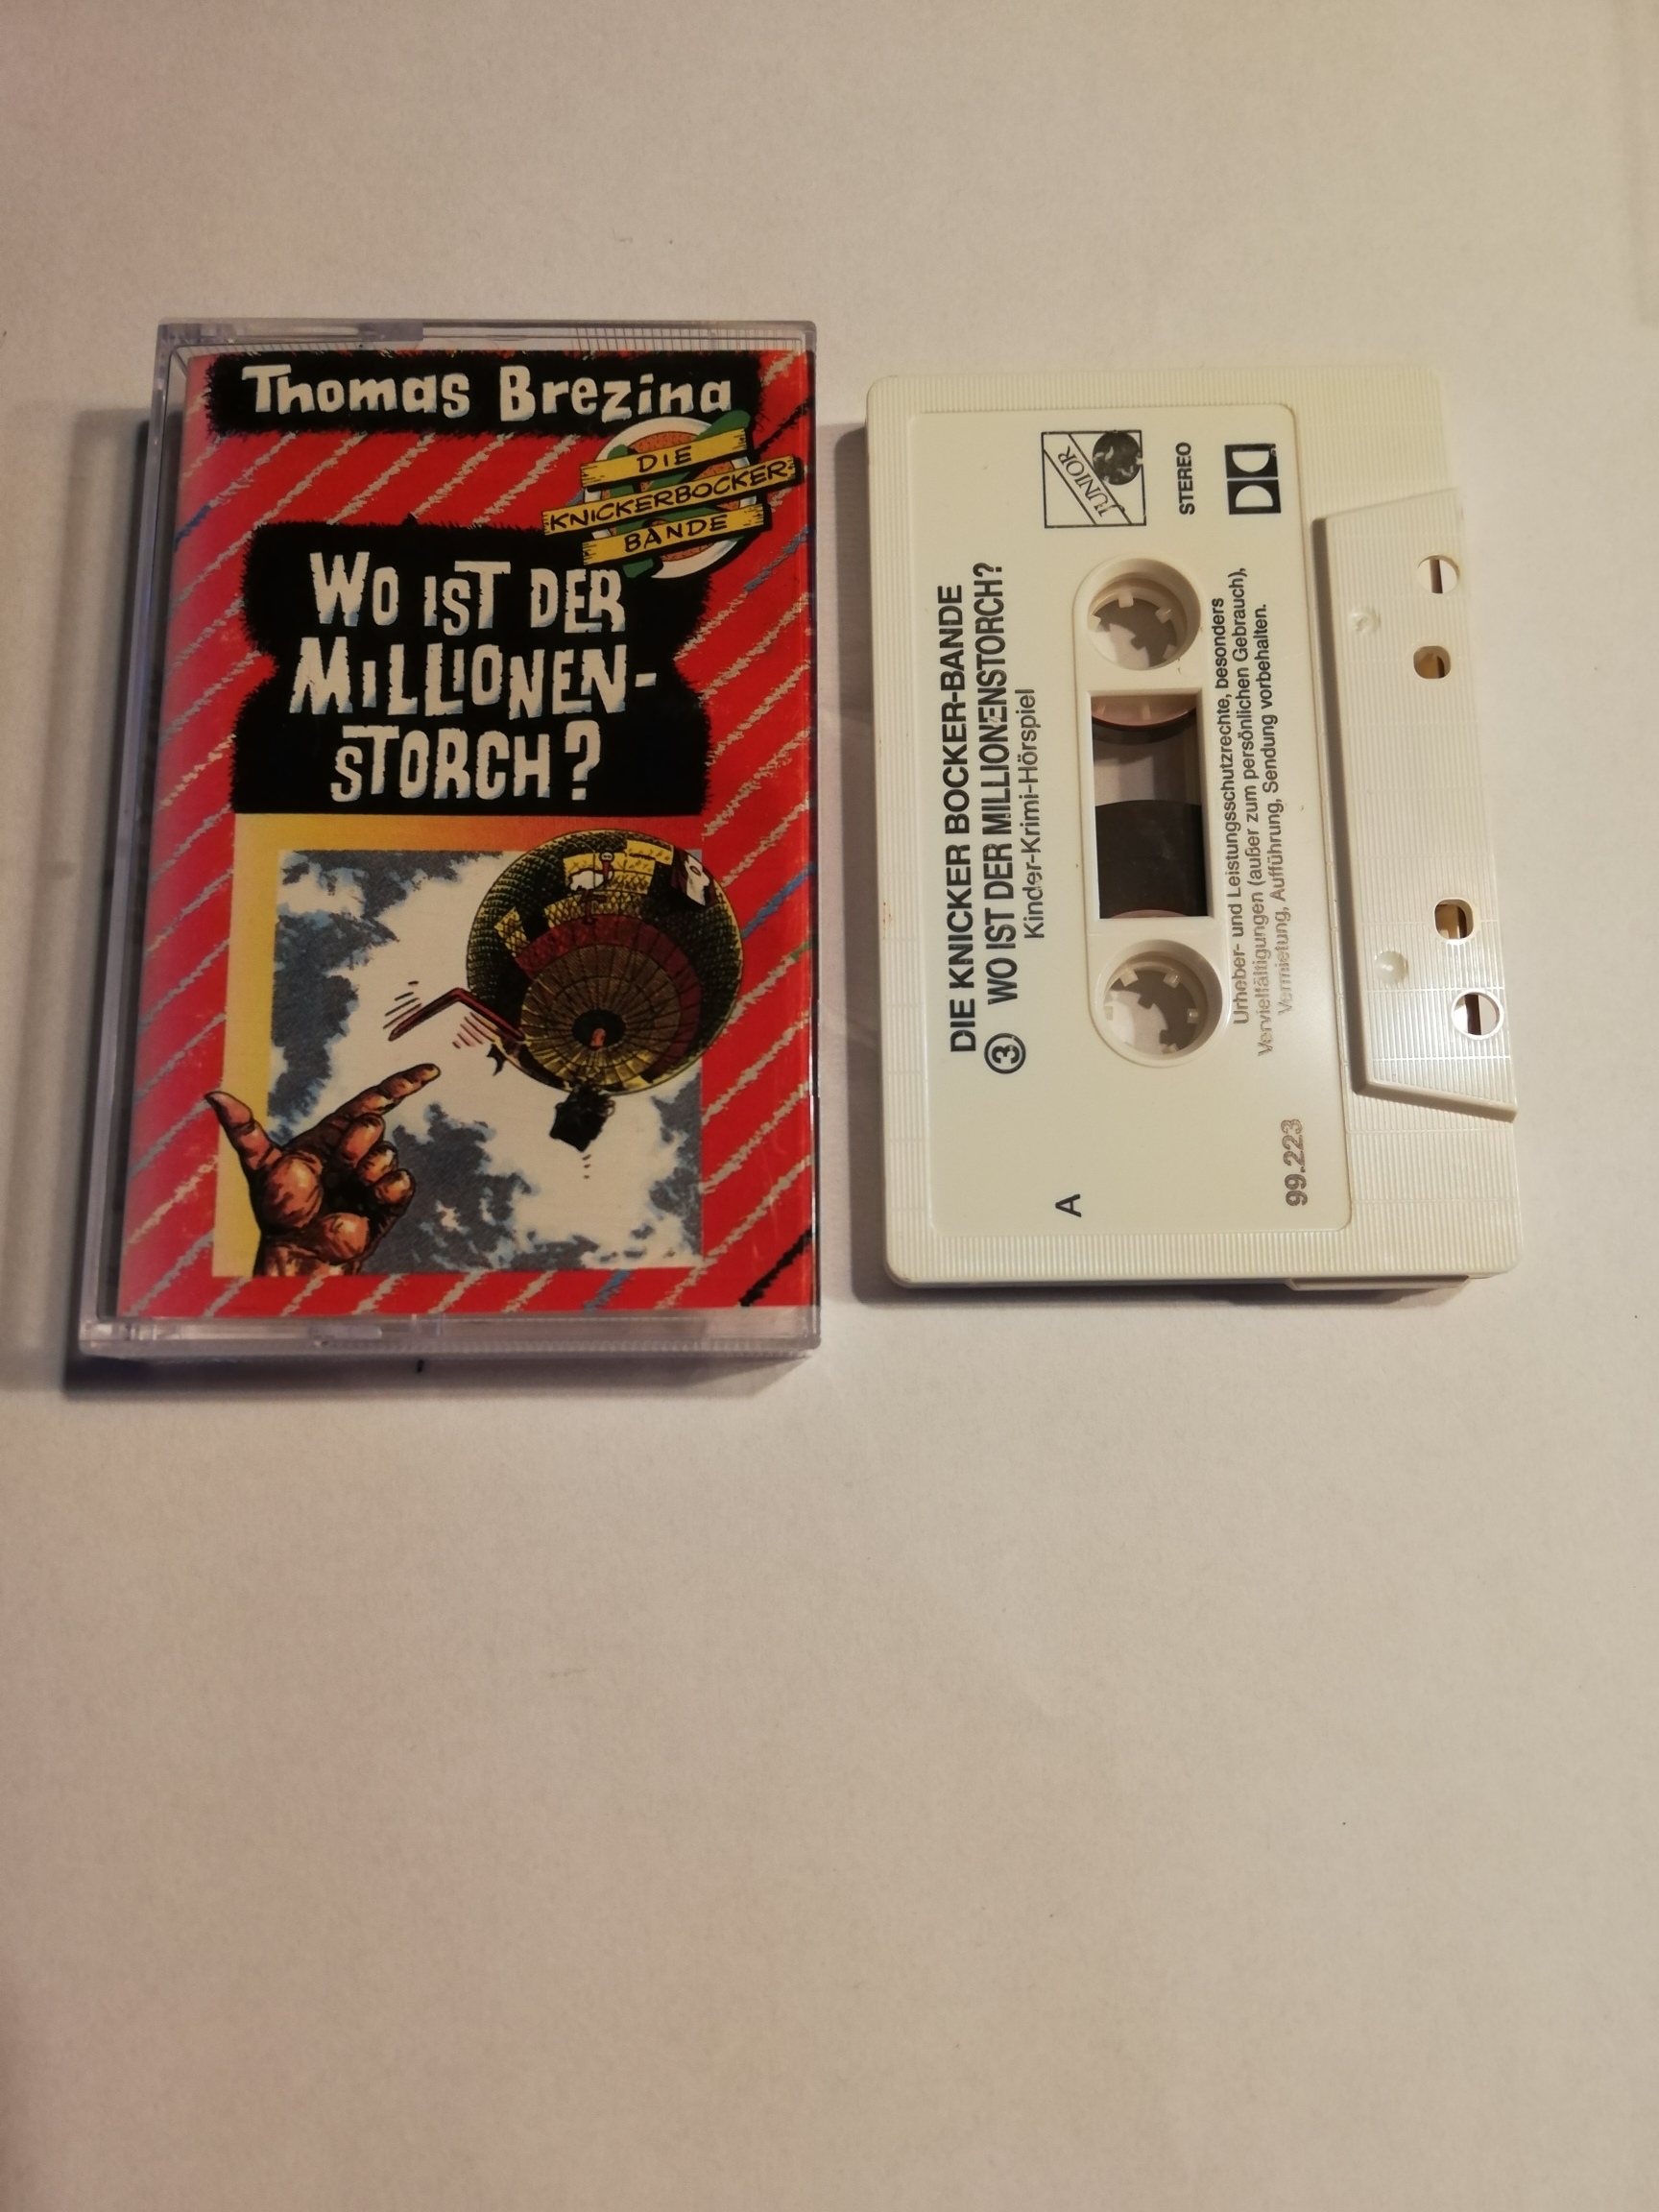 Thomas Brezina
DIE
KNICKERBOCKER
BANDE
WO IST DER
MILLIONEN-
STORCH?
DIE KNICKER BOCKER-BANDE
3 WO IST DER MILLIONENSTORCH?
Kinder-Krimi-Hörspiel
JUNIOR
STEREO
Urheber- und Leistungsschutzrechte, besonders
Vervielfältigungen (außer zum persönlichen Gebrauch),
Vermietung, Aufführung, Sendung vorbehalten.
A
99.223